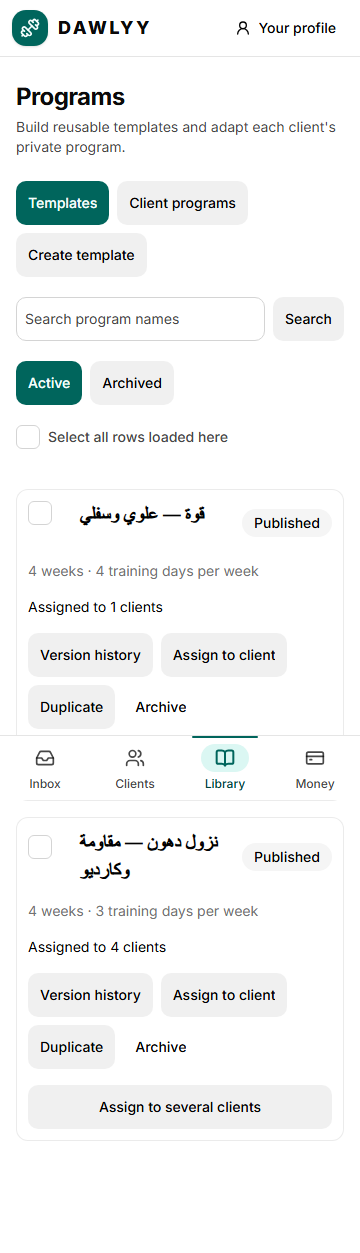 DAWLYY
Your profile
Programs
Build reusable templates and adapt each client's
private program.
Templates
Client programs
Create template
Search program names
Search
Active
Archived
Select all rows loaded here
قوة — علوي وسفلي
Published
4 weeks · 4 training days per week
Assigned to 1 clients
Version history
Assign to client
Duplicate
Archive
Inbox
Clients
Library
Money
نزول دهون — مقاومة
وكارديو
Published
4 weeks · 3 training days per week
Assigned to 4 clients
Version history
Assign to client
Duplicate
Archive
Assign to several clients